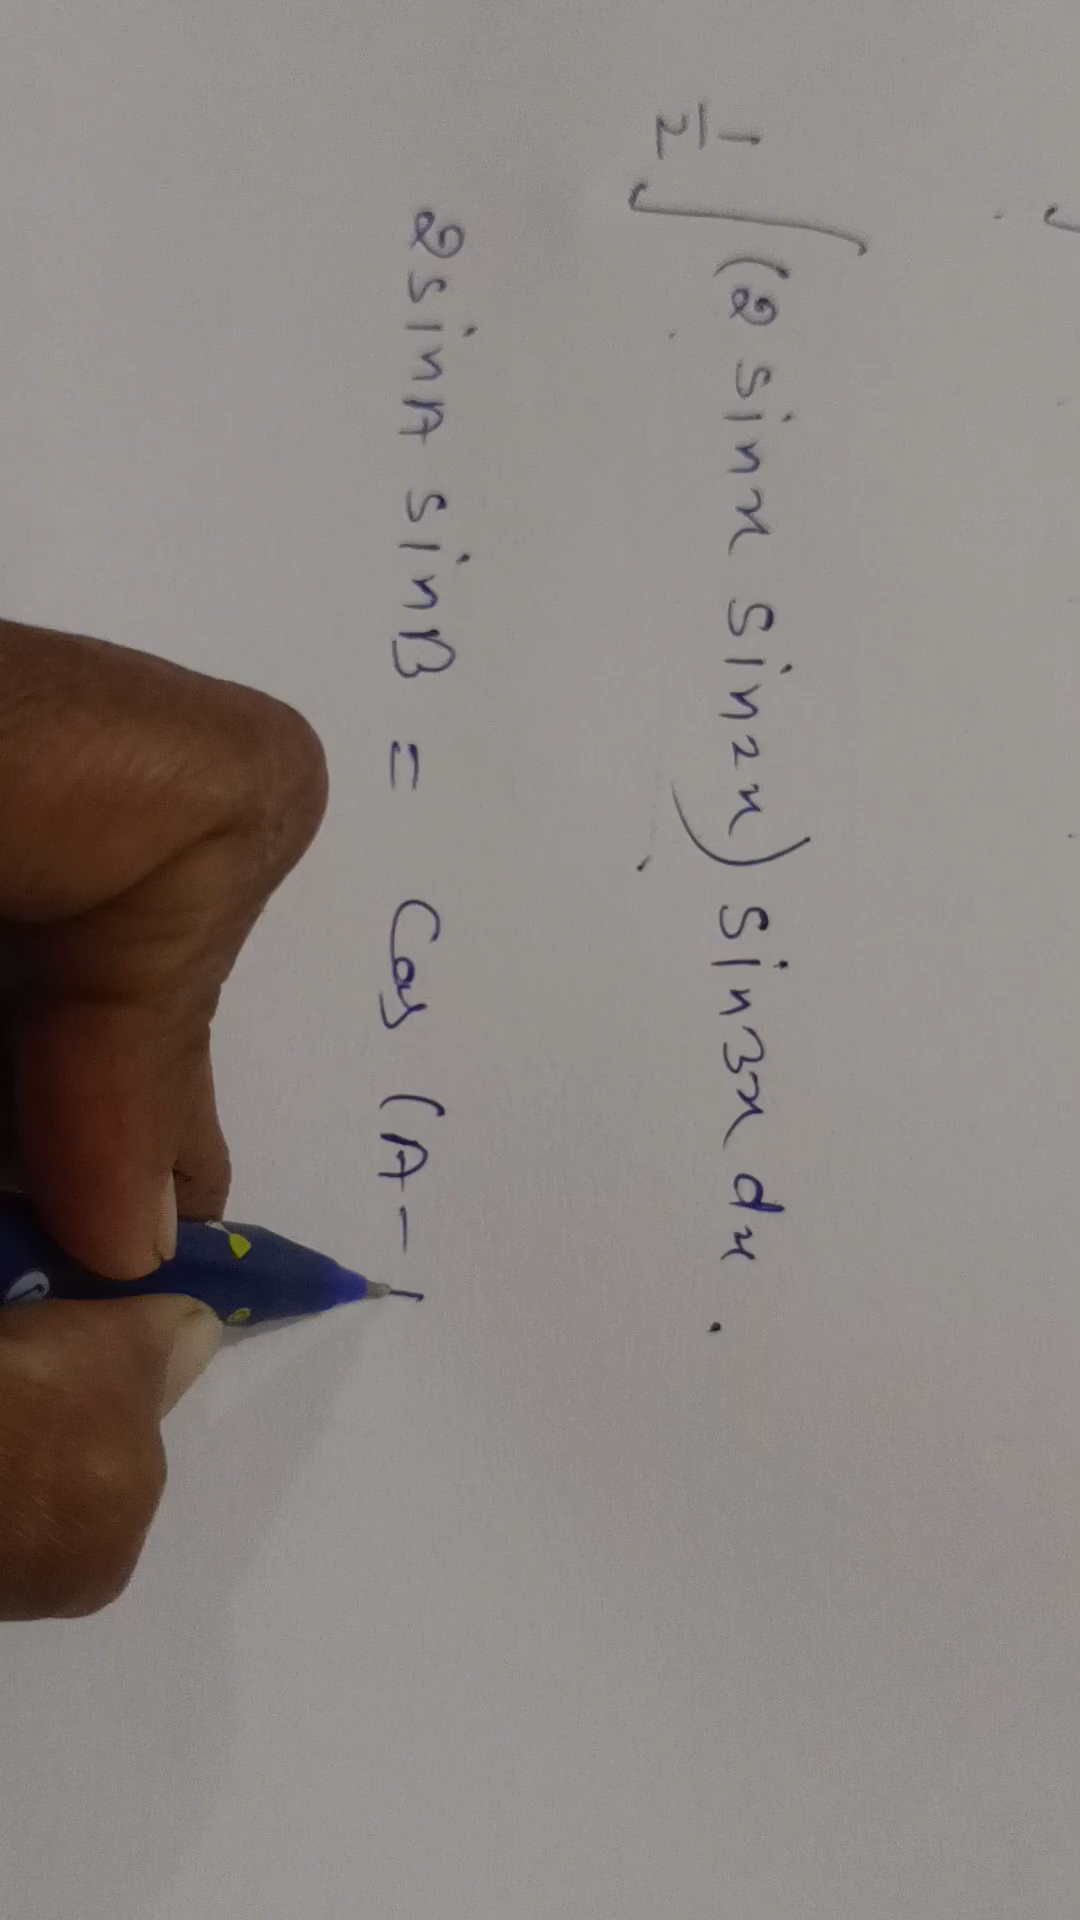 1/2 ∫ (2 sinx sin2x) sin3x dx.
2sinA sinB = Cos (A-